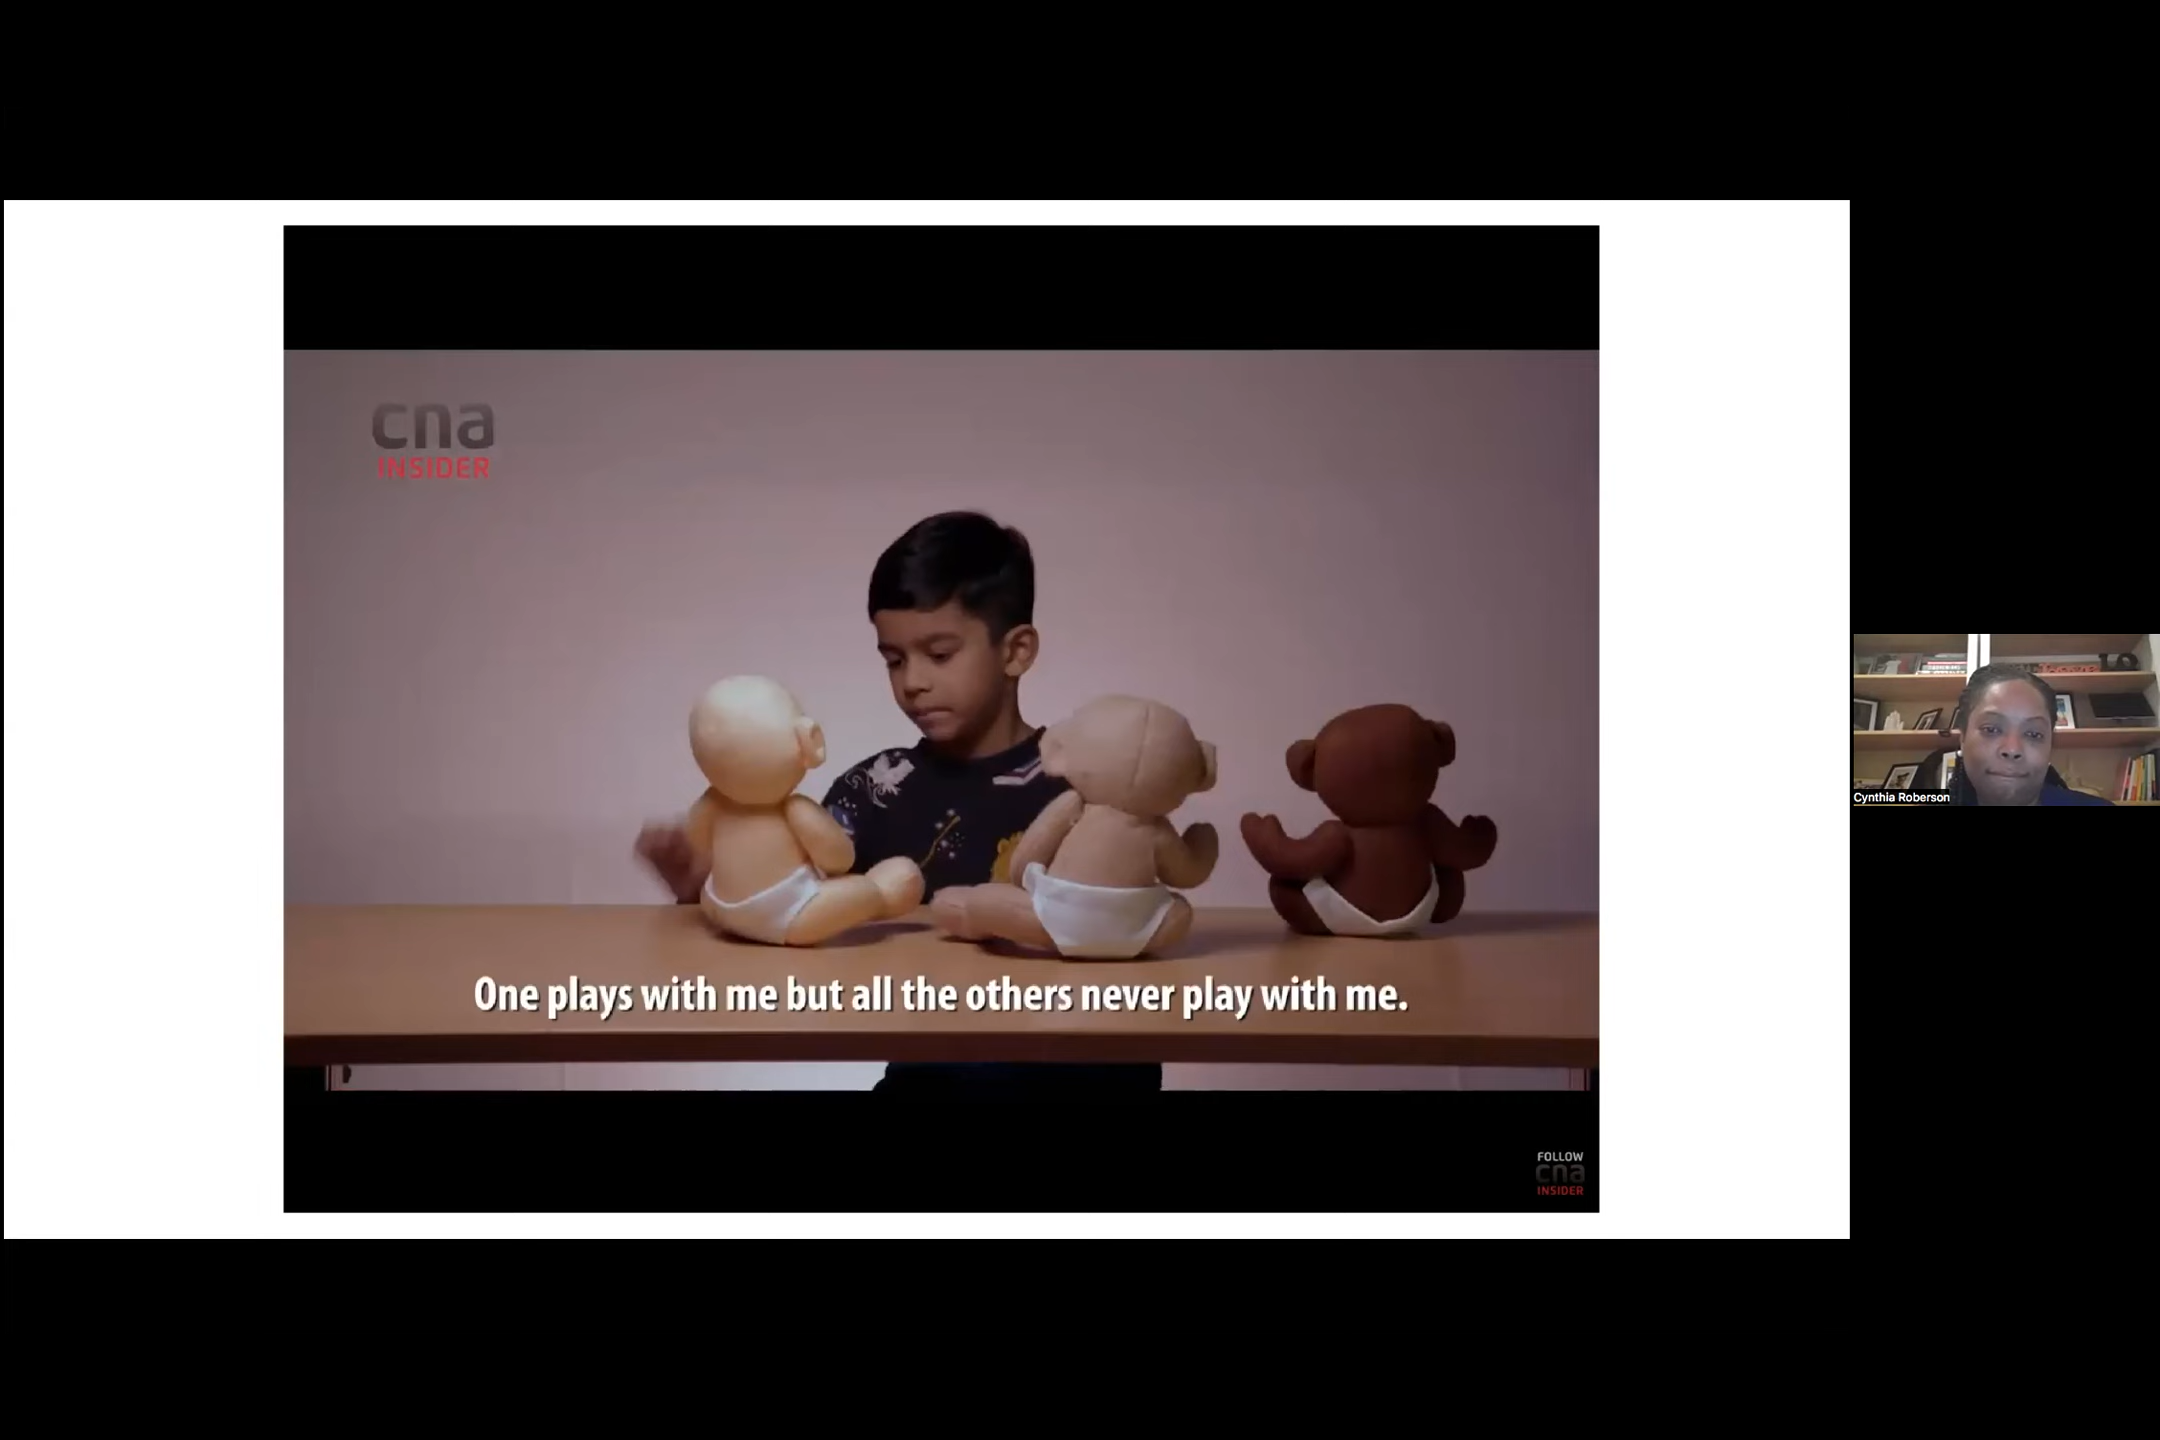 cna
INSIDER
One plays with me but all the others never play with me.
FOLLOW
cna
INSIDER
Cynthia Roberson